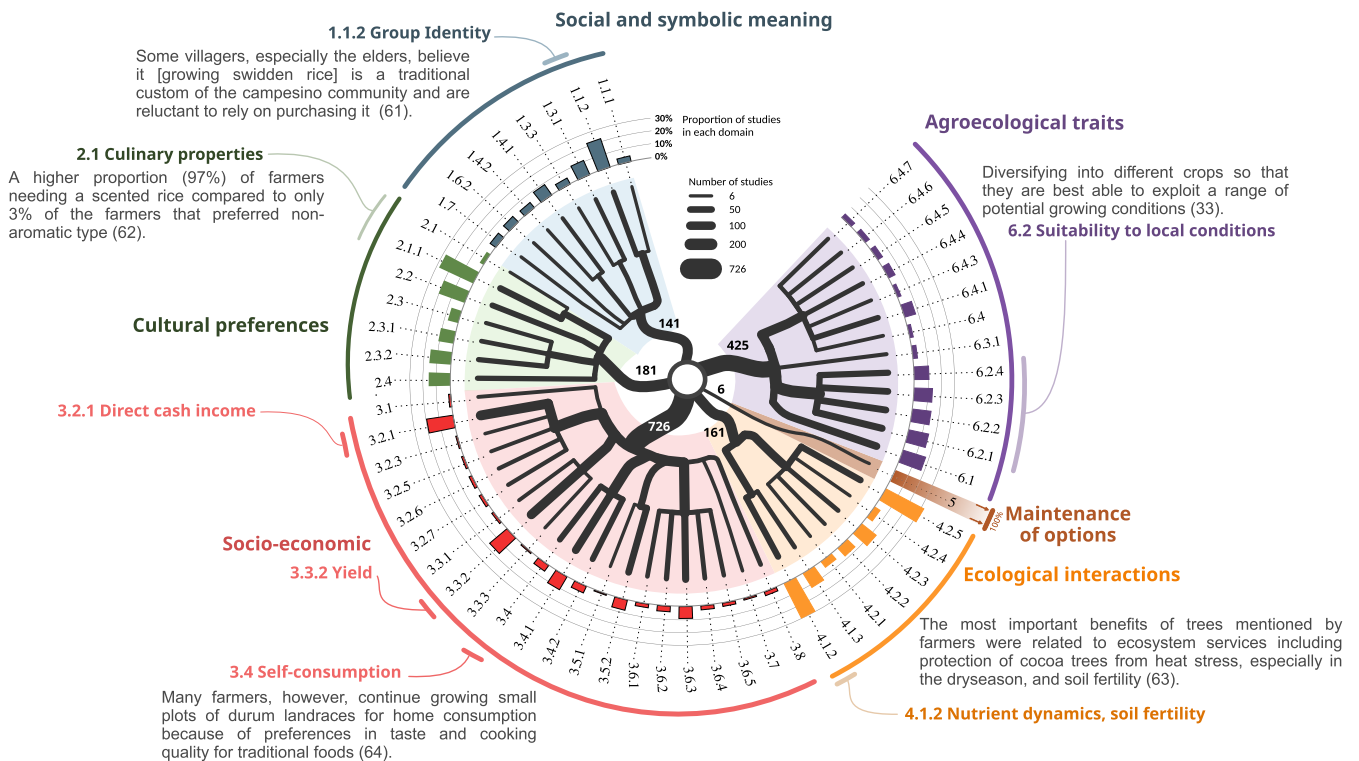 Social and symbolic meaning
1.1.2 Group Identity
Some villagers, especially the elders, believe
it [growing swidden rice] is a traditional
custom of the campesino community and are
reluctant to rely on purchasing it (61).
2.1 Culinary properties
A higher proportion (97%) of farmers
needing a scented rice compared to only
3% of the farmers that preferred non-
aromatic type (62).
Cultural preferences
3.2.1 Direct cash income
Socio-economic
3.3.2 Yield
3.4 Self-consumption
Many farmers, however, continue growing small
plots of durum landraces for home consumption
because of preferences in taste and cooking
quality for traditional foods (64).
30%
20%
10%
0%
Proportion of studies
in each domain
Number of studies
6
50
100
200
726
141
181
726
161
6
425
1.1.1
1.1.2
1.3.1
1.3.3
1.4.1
1.4.2
1.6.2
1.7
2.1
2.1.1
2.2
2.3
2.3.1
2.3.2
2.4
3.1
3.2.1
3.2.3
3.2.5
3.2.6
3.2.7
3.3.1
3.3.2
3.3.3
3.4
3.4.1
3.4.2
3.5.1
3.5.2
3.6.1
3.6.2
3.6.3
3.6.4
3.6.5
3.7
3.8
4.1.2
4.1.3
4.2.1
4.2.2
4.2.3
4.2.4
4.2.5
5
100%
6.1
6.2.1
6.2.2
6.2.3
6.2.4
6.3.1
6.4
6.4.1
6.4.3
6.4.4
6.4.5
6.4.6
6.4.7
Agroecological traits
Diversifying into different crops so that
they are best able to exploit a range of
potential growing conditions (33).
6.2 Suitability to local conditions
Maintenance
of options
Ecological interactions
The most important benefits of trees mentioned by
farmers were related to ecosystem services including
protection of cocoa trees from heat stress, especially in
the dryseason, and soil fertility (63).
4.1.2 Nutrient dynamics, soil fertility